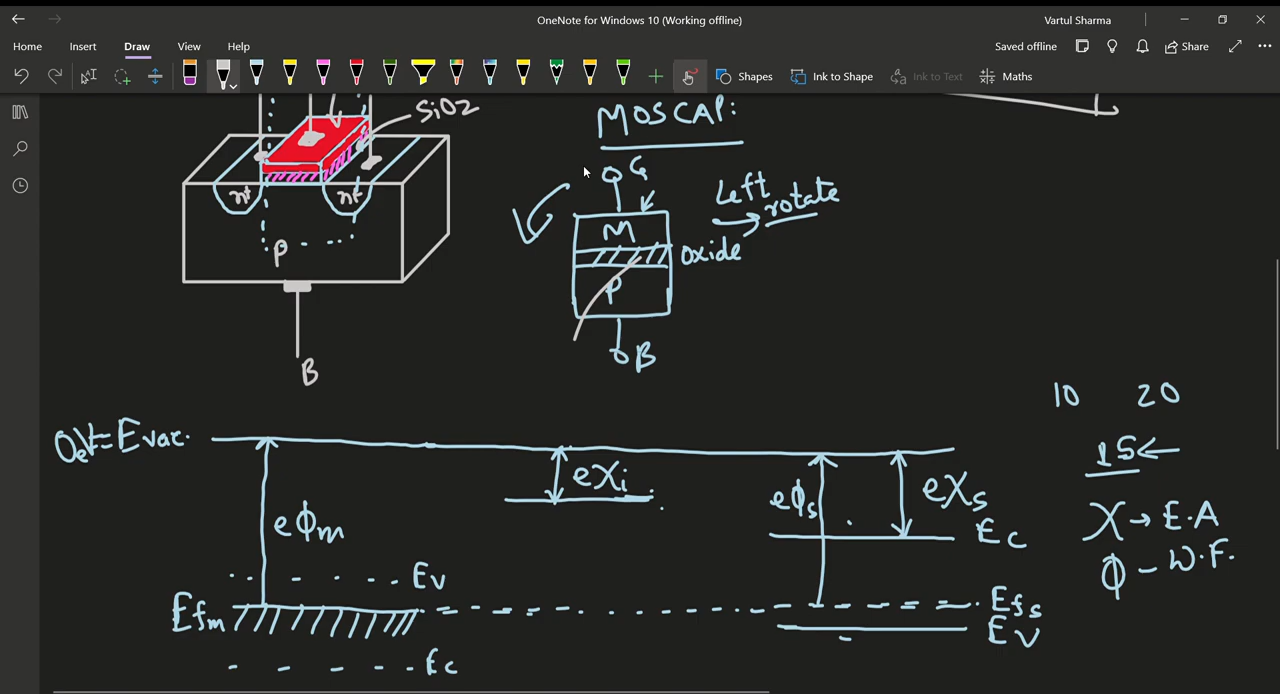 OneNote for Windows 10 (Working offline)
Vartul Sharma
Home Insert Draw View Help
Saved offline
Share
Shapes
Ink to Shape
Ink to Text
Maths
SiO2
n+ n+
P
B
MOSCAP:
G
M
oxide
P
B
Left
rotate
10 20
15
0eV=Evac.
eϕm
eχi
eϕs
eχs
Ec
χ→ E.A
ϕ - W.F.
Ev
Efm
Efs
Ev
Ec